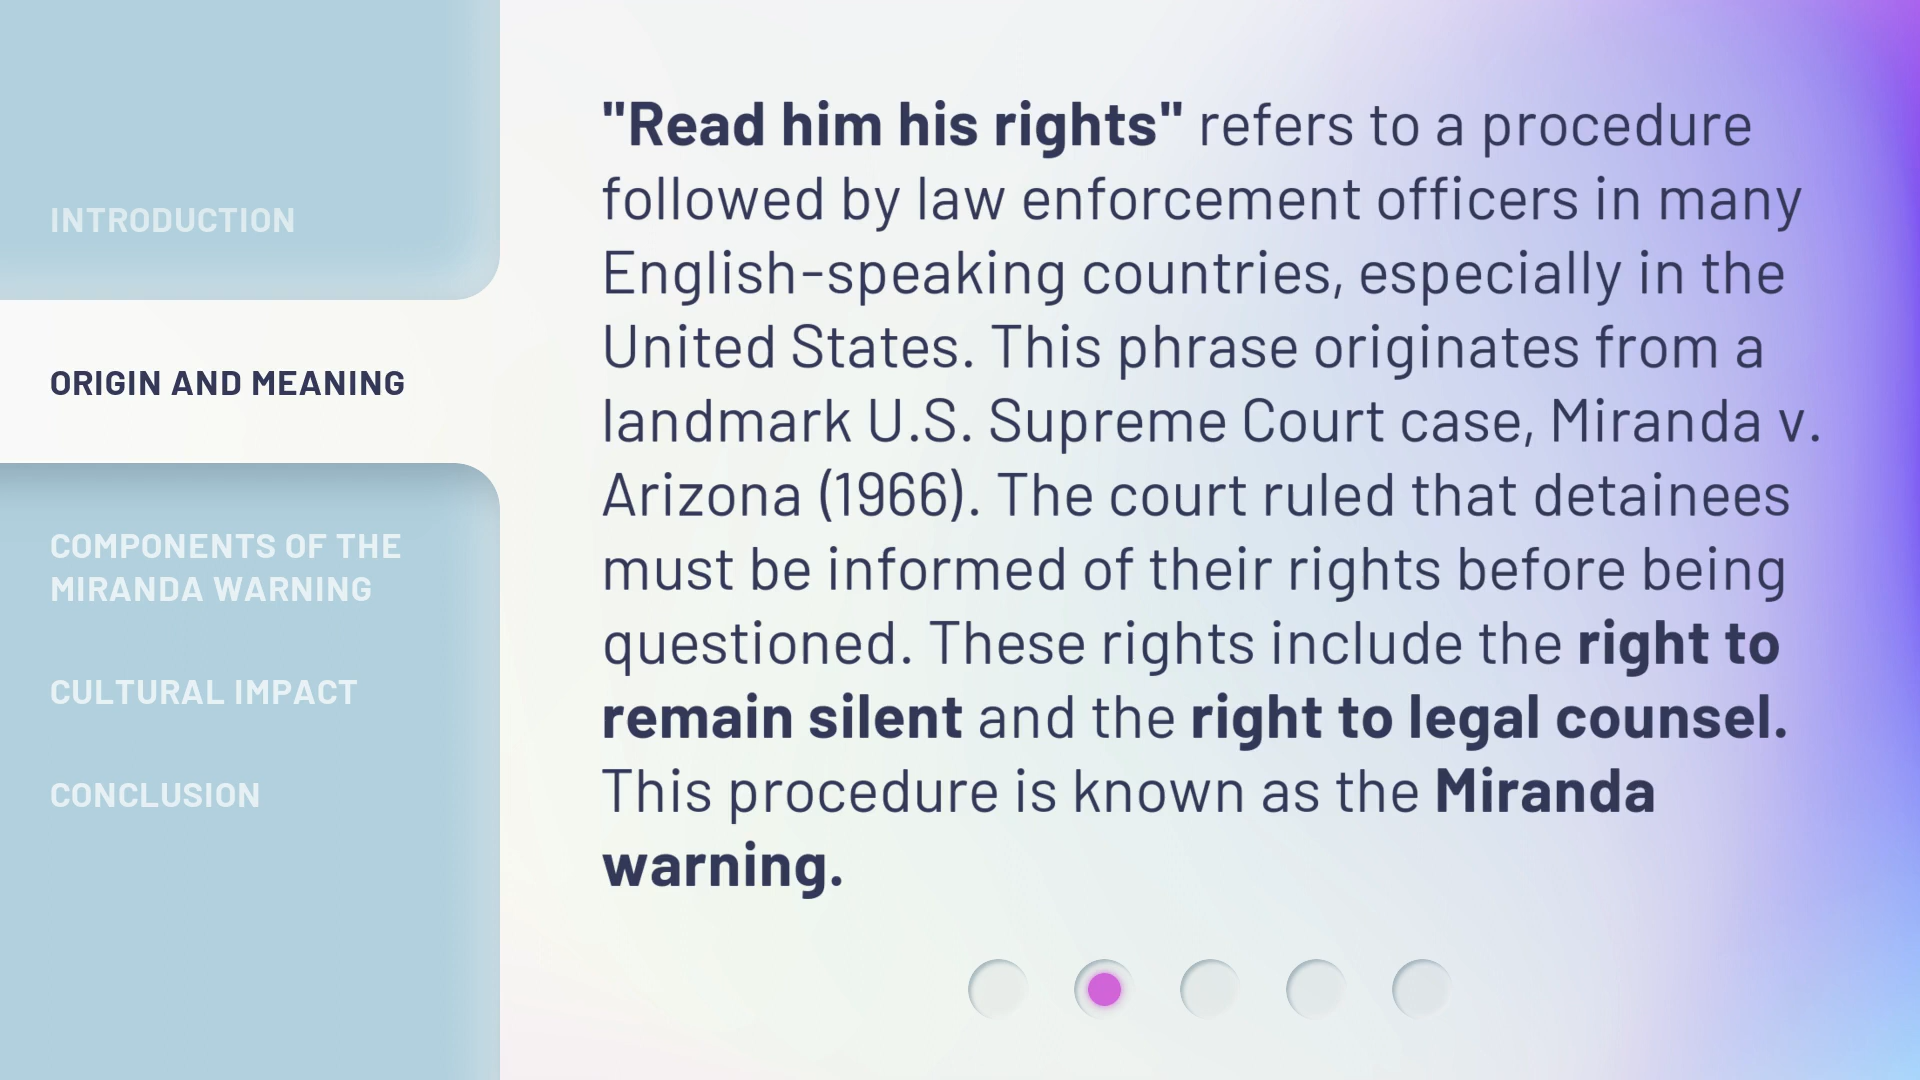 INTRODUCTION
ORIGIN AND MEANING
COMPONENTS OF THE
MIRANDA WARNING
CULTURAL IMPACT
CONCLUSION
"Read him his rights" refers to a procedure
followed by law enforcement officers in many
English-speaking countries, especially in the
United States. This phrase originates from a
landmark U.S. Supreme Court case, Miranda v.
Arizona (1966). The court ruled that detainees
must be informed of their rights before being
questioned. These rights include the right to
remain silent and the right to legal counsel.
This procedure is known as the Miranda
warning.